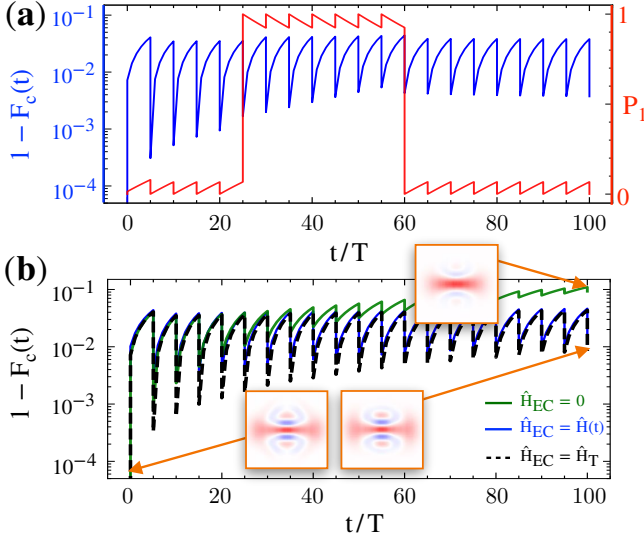 (a)
1 − F_c(t)
10⁻¹
10⁻²
10⁻³
10⁻⁴
1
P₁
0
0 20 40 60 80 100
t/T
(b)
1 − F_c(t)
10⁻¹
10⁻²
10⁻³
10⁻⁴
Ĥ_EC = 0
Ĥ_EC = Ĥ(t)
Ĥ_EC = Ĥ_T
0 20 40 60 80 100
t/T